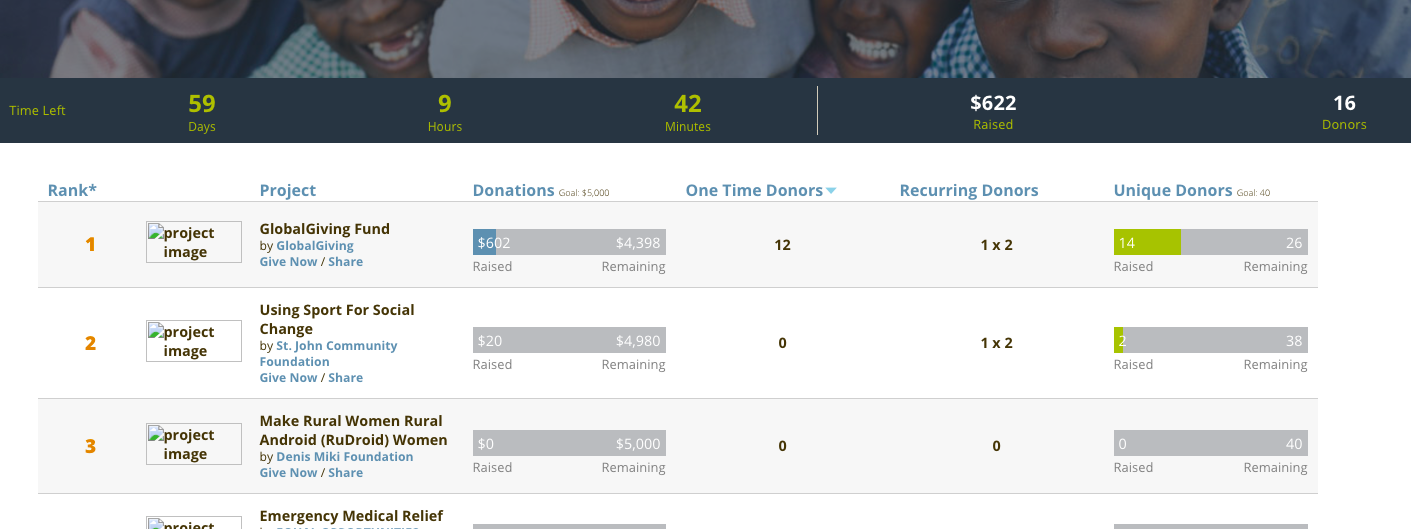 59 9 42 $622 16
Time Left
Days Hours Minutes Raised Donors
Rank* Project Donations Goal: $5,000 One Time Donors Recurring Donors Unique Donors Goal: 40
1
project
image
GlobalGiving Fund
by GlobalGiving
Give Now / Share
$602 $4,398
Raised Remaining
12
1 x 2
14 26
Raised Remaining
2
project
image
Using Sport For Social
Change
by St. John Community
Foundation
Give Now / Share
$20 $4,980
Raised Remaining
0
1 x 2
2 38
Raised Remaining
3
project
image
Make Rural Women Rural
Android (RuDroid) Women
by Denis Miki Foundation
Give Now / Share
$0 $5,000
Raised Remaining
0
0
0 40
Raised Remaining
project
Emergency Medical Relief